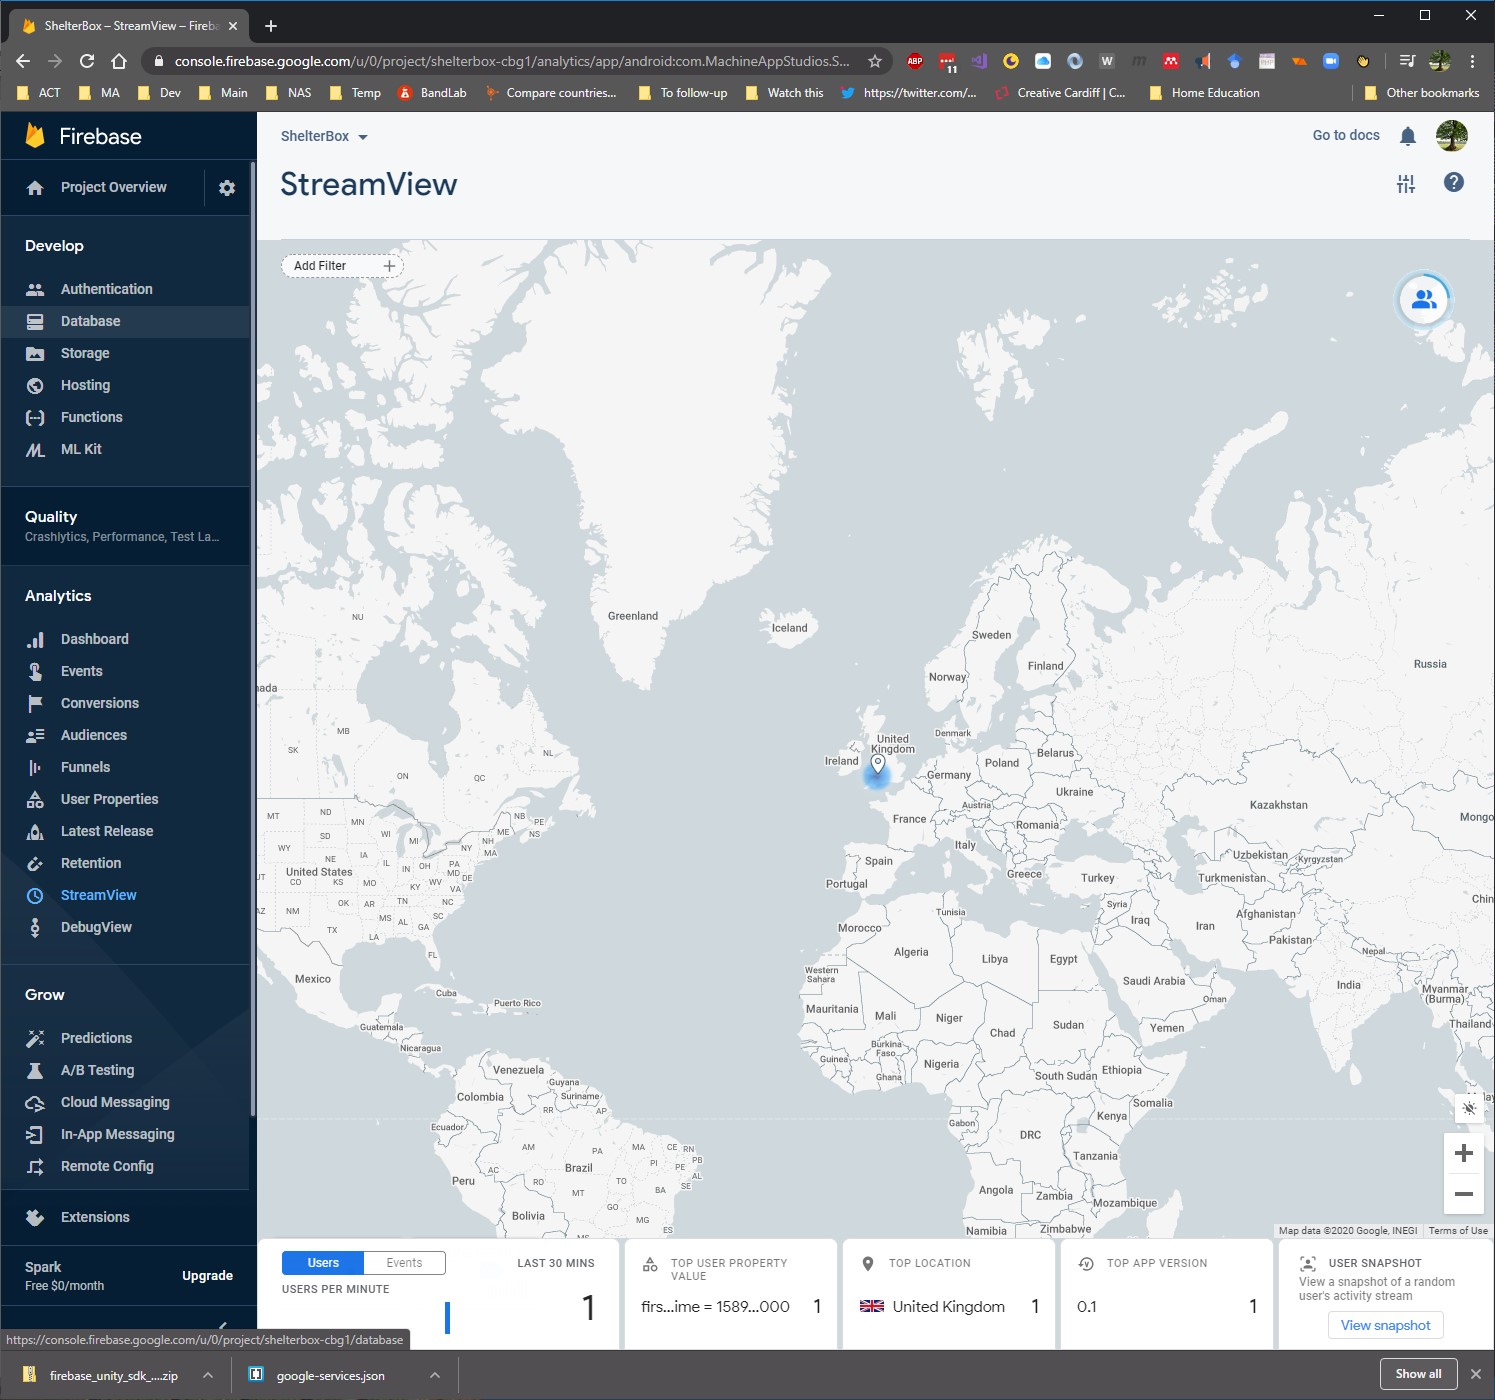 ShelterBox – StreamView – Fireba
console.firebase.google.com/u/0/project/shelterbox-cbg1/analytics/app/android:com.MachineAppStudios.S...
ABP
11
W
ACT
MA
Dev
Main
NAS
Temp
BandLab
Compare countries...
To follow-up
Watch this
https://twitter.com/...
Creative Cardiff | C...
Home Education
Other bookmarks
Firebase
Project Overview
Develop
Authentication
Database
Storage
Hosting
Functions
ML Kit
Quality
Crashlytics, Performance, Test La...
Analytics
Dashboard
Events
Conversions
Audiences
Funnels
User Properties
Latest Release
Retention
StreamView
DebugView
Grow
Predictions
A/B Testing
Cloud Messaging
In-App Messaging
Remote Config
Extensions
Spark
Free $0/month
Upgrade
https://console.firebase.google.com/u/0/project/shelterbox-cbg1/database
ShelterBox
Go to docs
StreamView
Add Filter
Greenland
Iceland
NU
Sweden
Finland
Norway
Russia
nada
MB
SK
ON
QC
NL
United
Kingdom
Ireland
Denmark
Belarus
Poland
Germany
Ukraine
Kazakhstan
Mongo
Austria
France
Romania
Italy
Spain
Portugal
Greece
Turkey
Uzbekistan
Kyrgyzstan
Turkmenistan
MT
ND
MN
NB
PE
NS
ME
SD
WI
MI
NH
WY
IA
NY
MA
NE
IL
IN
OH
PA
United States
MD
DE
UT
CO
KS
MO
KY
WV
VA
AZ
NM
OK
AR
TN
NC
SC
MS
AL
GA
TX
LA
FL
Syria
Iraq
Iran
Afghanistan
Chin
Tunisia
Morocco
Algeria
Libya
Egypt
Pakistan
Nepal
Mexico
Western
Sahara
Saudi Arabia
Oman
India
Myanmar
(Burma)
Cuba
Puerto Rico
Mauritania
Mali
Niger
Chad
Sudan
Yemen
Thailand
Guatemala
Nicaragua
Burkina
Faso
Guinea
Ghana
Nigeria
South Sudan
Ethiopia
Venezuela
Guyana
Suriname
Colombia
RR
AP
Somalia
Kenya
Gabon
Ecuador
DRC
Tanzania
AM
PA
MA
CE
RN
PB
PI
PE
AL
SE
AC
Brazil
TO
RO
Peru
MT
BA
GO
Bolivia
MG
ES
MS
Angola
Zambia
Mozambique
Namibia
Zimbabwe
Map data ©2020 Google, INEGI
Terms of Use
Users
Events
LAST 30 MINS
USERS PER MINUTE
1
TOP USER PROPERTY
VALUE
firs...ime = 1589...000
1
TOP LOCATION
United Kingdom
1
TOP APP VERSION
0.1
1
USER SNAPSHOT
View a snapshot of a random
user's activity stream
View snapshot
firebase_unity_sdk_....zip
google-services.json
Show all